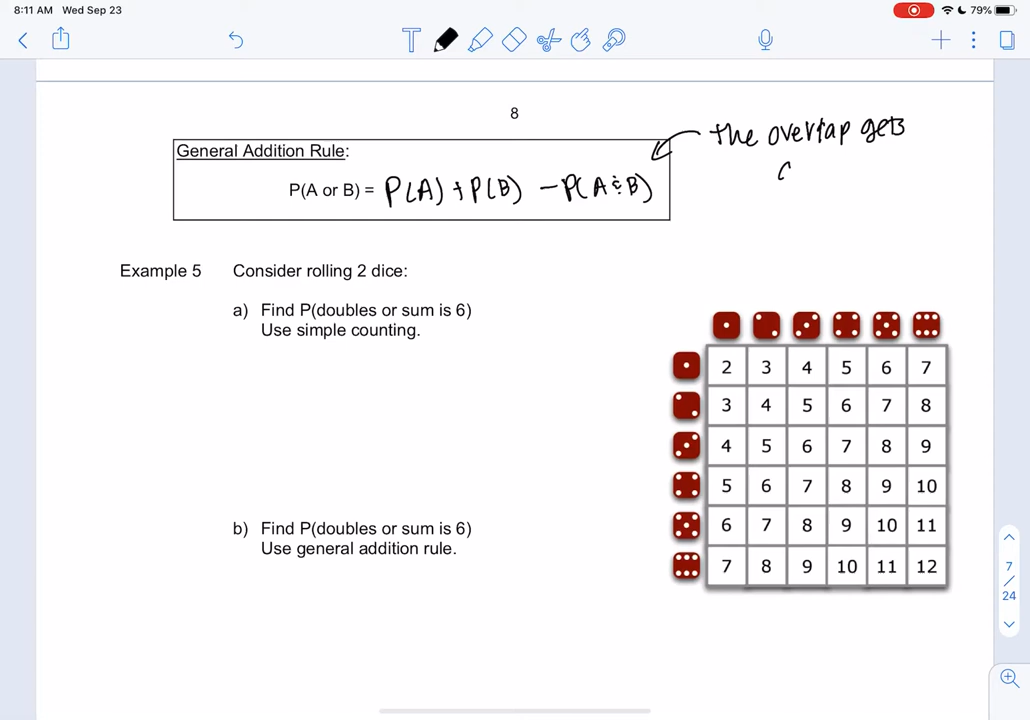 8:11 AM Wed Sep 23
79%
8
the overlap gets
General Addition Rule:
P(A or B) = P(A) + P(B) - P(A & B)
Example 5 Consider rolling 2 dice:
a) Find P(doubles or sum is 6)
Use simple counting.
2 3 4 5 6 7
3 4 5 6 7 8
4 5 6 7 8 9
5 6 7 8 9 10
6 7 8 9 10 11
7 8 9 10 11 12
b) Find P(doubles or sum is 6)
Use general addition rule.
7
/
24